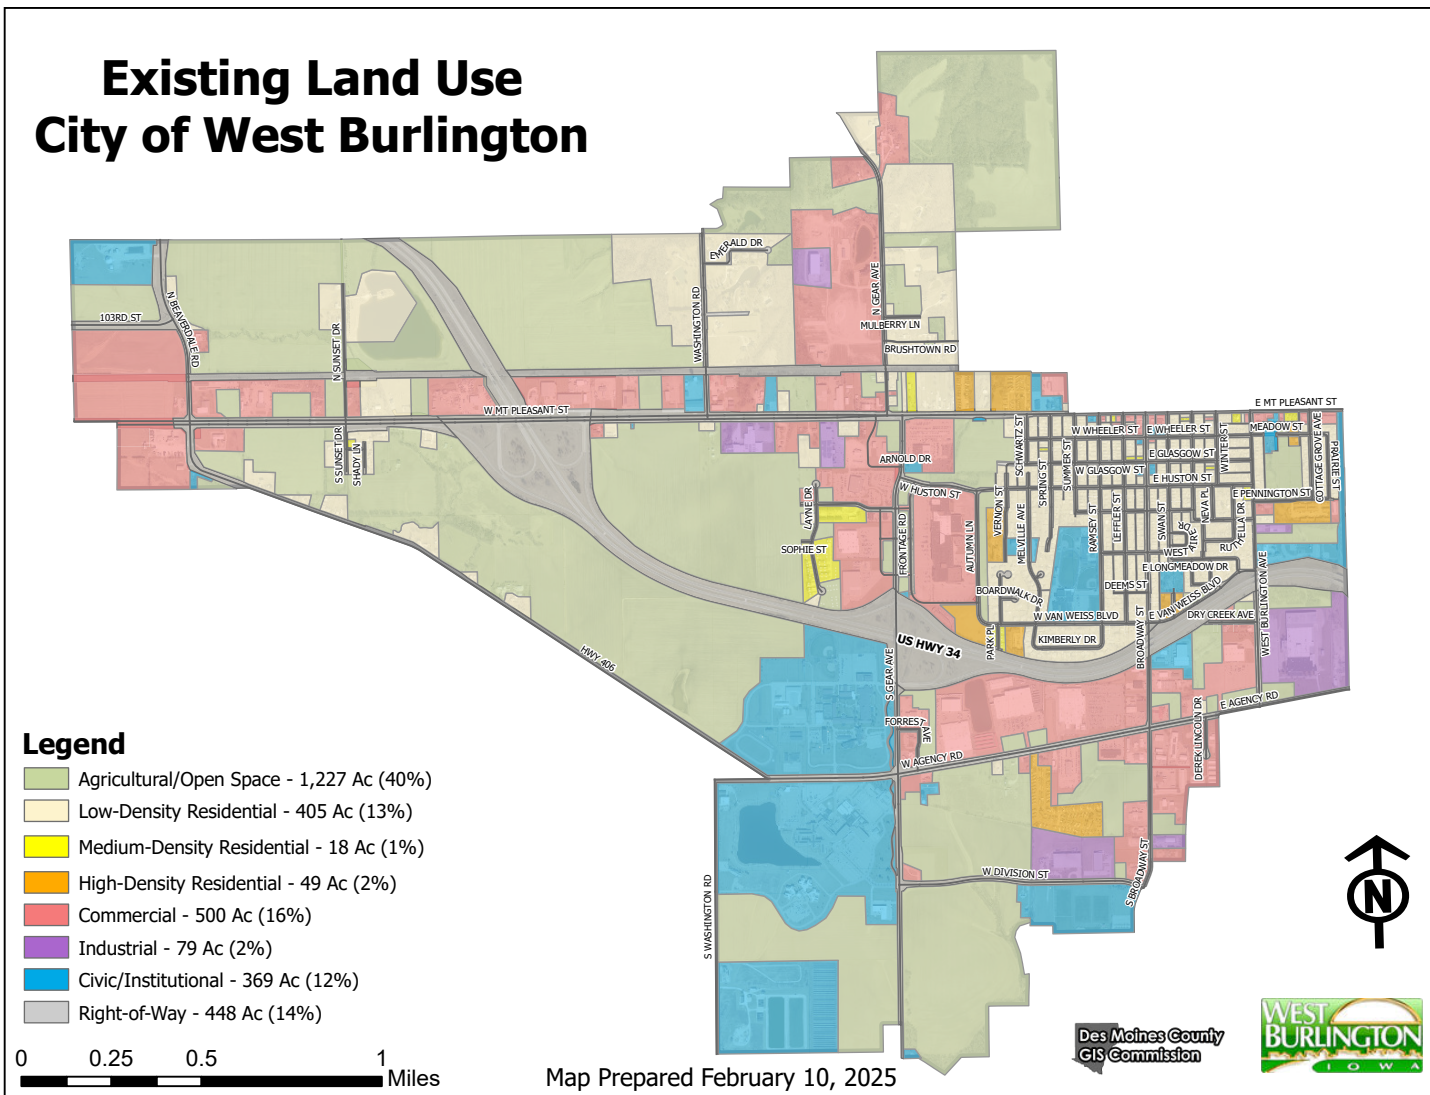 Existing Land Use
City of West Burlington
EMERALD DR
N GEAR AVE
WASHINGTON RD
N BEAVERDALE RD
103RD ST
N SUNSET DR
MULBERRY LN
BRUSHTOWN RD
W MT PLEASANT ST
E MT PLEASANT ST
S SUNSET DR
SHADY LN
ARNOLD DR
SCHWARTZ ST
W WHEELER ST
E WHEELER ST
WINTER ST
MEADOW ST
COTTAGE GROVE AVE
PRAIRIE ST
SUMMER ST
E GLASGOW ST
W GLASGOW ST
SPRING ST
E HUSTON ST
W HUSTON ST
E PENNINGTON ST
LAYNE DR
VERNON ST
MELVILLE AVE
RAMSEY ST
LEFFLER ST
SWAN ST
NEVA PL
RUTHELLA DR
WEST
AIRE DR
SOPHIE ST
FRONTAGE RD
AUTUMN LN
E LONGMEADOW DR
DEEMS ST
BOARDWALK DR
W VAN WEISS BLVD
E VAN WEISS BLVD
DRY CREEK AVE
WEST BURLINGTON AVE
KIMBERLY DR
PARK PL
BROADWAY ST
US HWY 34
HWY 406
S GEAR AVE
FORREST AVE
W AGENCY RD
E AGENCY RD
DEREK LINCOLN DR
W DIVISION ST
S BROADWAY ST
S WASHINGTON RD
Legend
Agricultural/Open Space - 1,227 Ac (40%)
Low-Density Residential - 405 Ac (13%)
Medium-Density Residential - 18 Ac (1%)
High-Density Residential - 49 Ac (2%)
Commercial - 500 Ac (16%)
Industrial - 79 Ac (2%)
Civic/Institutional - 369 Ac (12%)
Right-of-Way - 448 Ac (14%)
0 0.25 0.5 1
Miles
Map Prepared February 10, 2025
N
Des Moines County
GIS Commission
WEST
BURLINGTON
IOWA